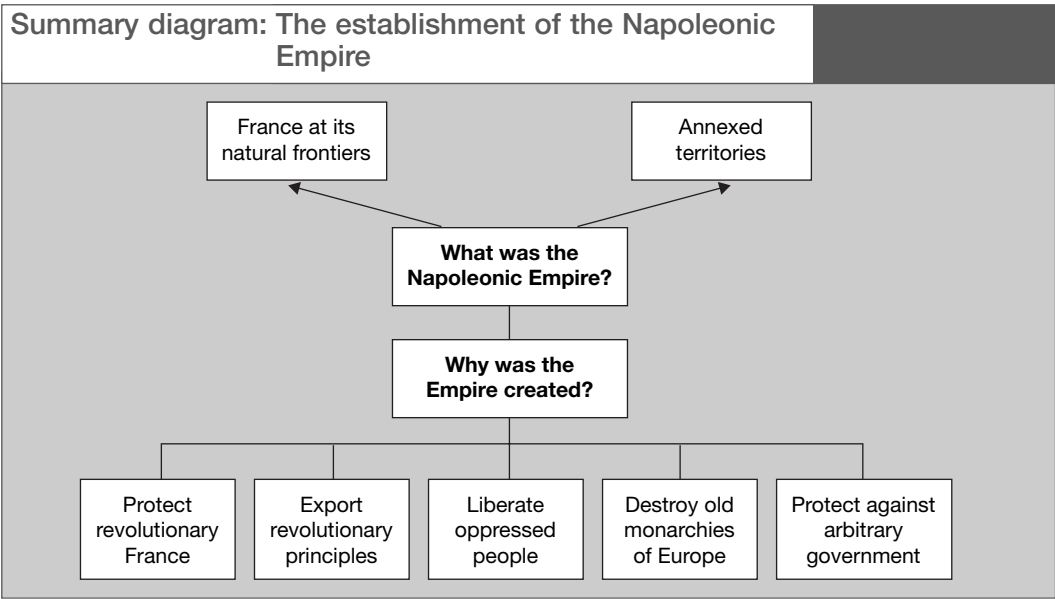 Summary diagram: The establishment of the Napoleonic
Empire
France at its
natural frontiers
Annexed
territories
What was the
Napoleonic Empire?
Why was the
Empire created?
Protect
revolutionary
France
Export
revolutionary
principles
Liberate
oppressed
people
Destroy old
monarchies
of Europe
Protect against
arbitrary
government